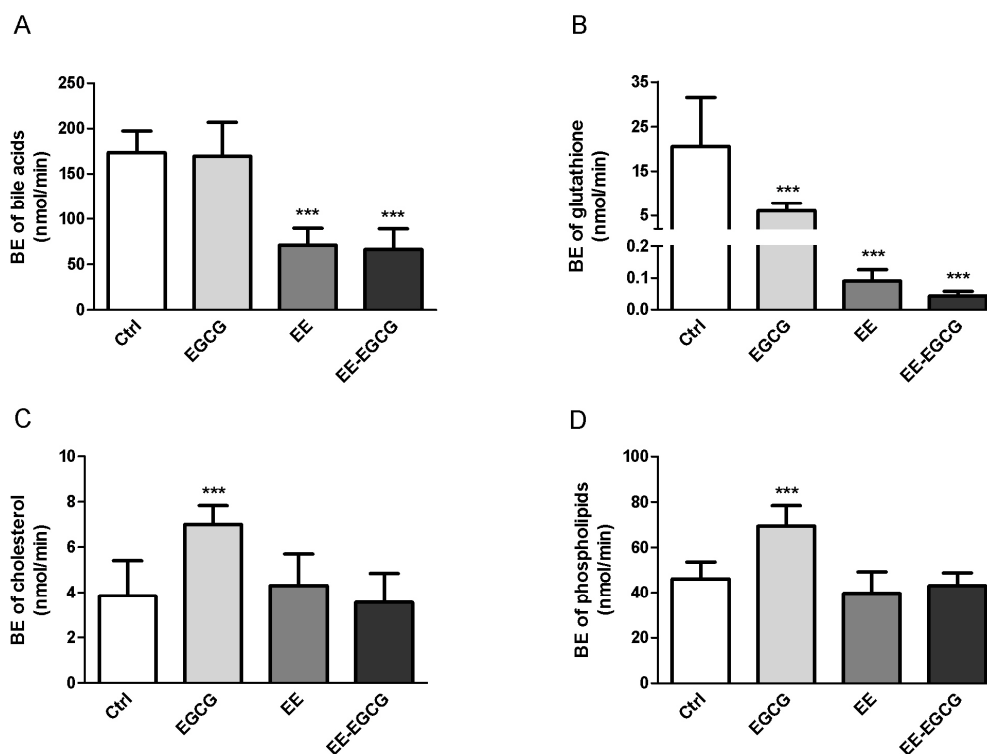 A
BE of bile acids
(nmol/min)
250
200
150
100
50
0
***
***
Ctrl
EGCG
EE
EE-EGCG
B
BE of glutathione
(nmol/min)
35
25
15
5
0.2
0.1
0.0
***
***
***
Ctrl
EGCG
EE
EE-EGCG
C
BE of cholesterol
(nmol/min)
10
8
6
4
2
0
***
Ctrl
EGCG
EE
EE-EGCG
D
BE of phospholipids
(nmol/min)
100
80
60
40
20
0
***
Ctrl
EGCG
EE
EE-EGCG